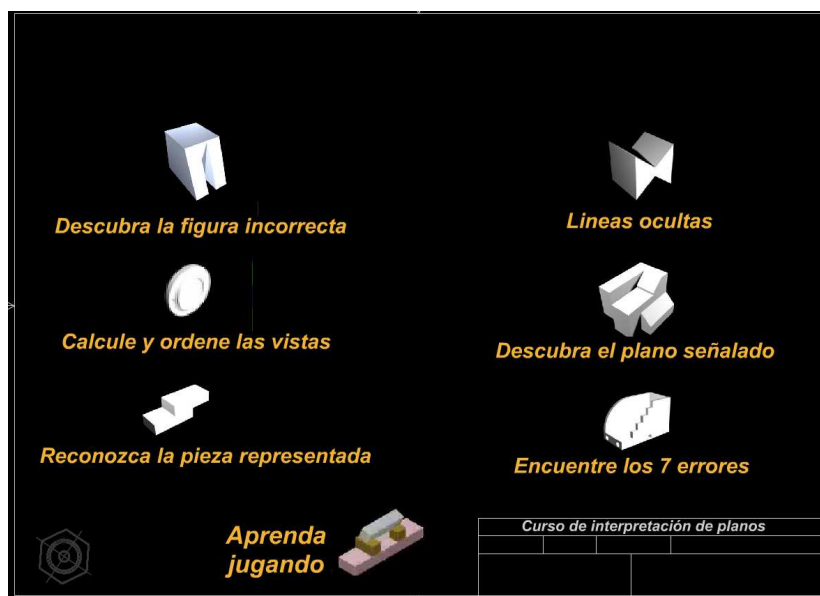 Descubra la figura incorrecta
Lineas ocultas
Calcule y ordene las vistas
Descubra el plano señalado
Reconozca la pieza representada
Encuentre los 7 errores
Aprenda
jugando
Curso de interpretación de planos